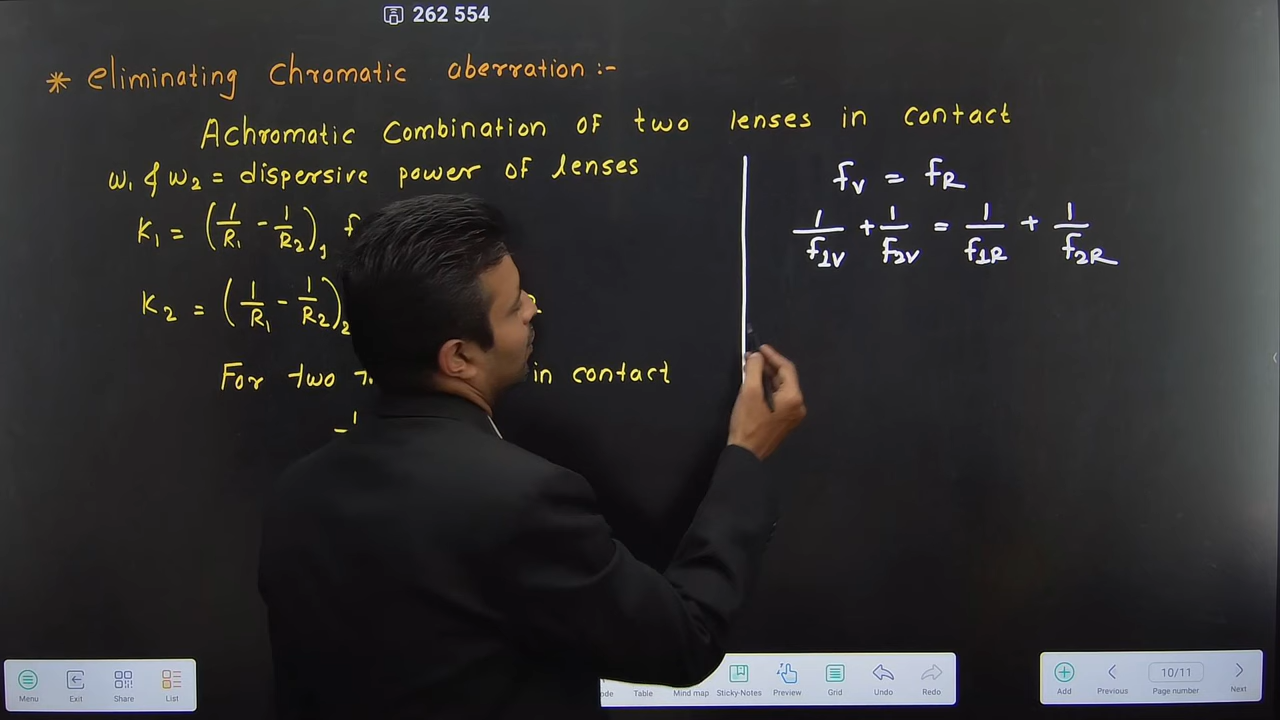 262 554
* eliminating chromatic aberration :-
Achromatic combination of two lenses in contact
ω₁ & ω₂ = dispersive power of lenses
K₁ = (1/R₁ - 1/R₂)₁, f
K₂ = (1/R₁ - 1/R₂)₂
For two in contact
fᵥ = f_R
1/f₁ᵥ + 1/f₂ᵥ = 1/f₁R + 1/f₂R
Menu Exit Share List
Table Mind map Sticky-Notes Preview Grid Undo Redo
Add Previous 10/11 Page number Next